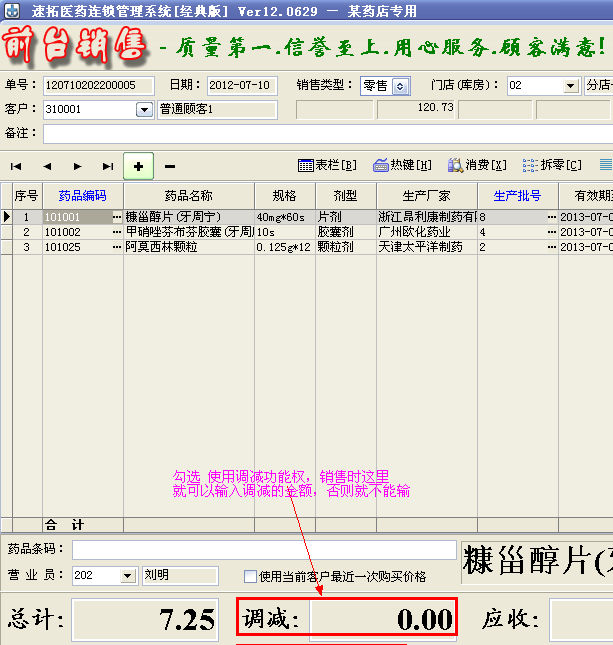 速拓医药连锁管理系统[经典版] Ver12.0629 — 某药店专用
前台销售 -质量第一.信誉至上.用心服务.顧客满意!
单号: 120710202200005 日期: 2012-07-10 销售类型: 零售 门店(库房): 02 分店
客户: 310001 普通顾客1 120.73
备注:
表栏[B] 热键[H] 消费[X] 拆零[C]
序号 药品编码 药品名称 规格 剂型 生产厂家 生产批号 有效期
1 101001 糠甾醇片(牙周宁) 40mg*60s 片剂 浙江昂利康制药有 8 2013-07-0
2 101002 甲硝唑芬布芬胶囊(牙周 10s 胶囊剂 广州欧化药业 4 2013-07-0
3 101025 阿莫西林颗粒 0.125g*12 颗粒剂 天津太平洋制药 2 2013-07-0
勾选 使用调减功能权，销售时这里
就可以输入调减的金额，否则就不能输
合 计
药品条码:
营 业 员: 202 刘明 使用当前客户最近一次购买价格
糠甾醇片(
总计: 7.25 调减: 0.00 应收: